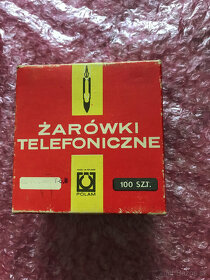 ŻARÓWKI
TELEFONICZNE
POLAM
100 SZT.